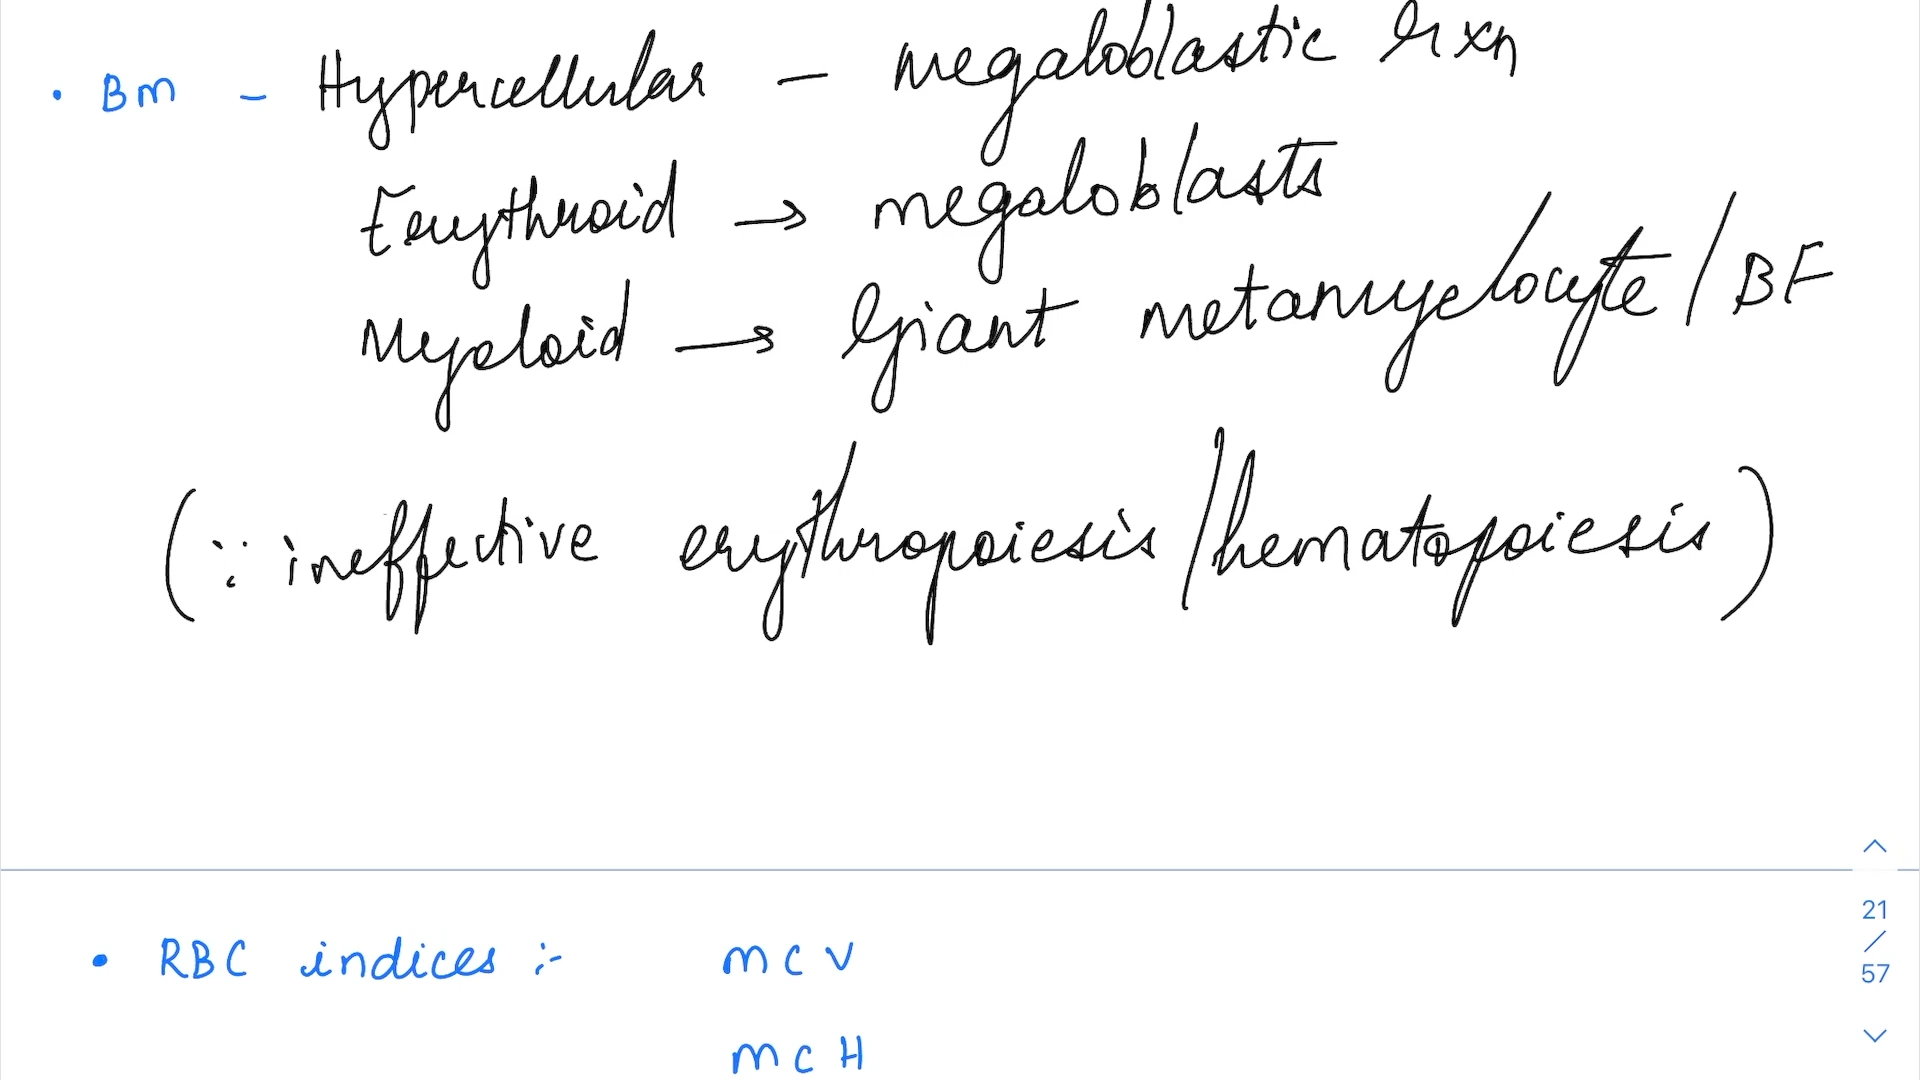 • Bm - Hypercellular - megaloblastic rxn
Erythroid → megaloblasts
Myeloid → Giant metamyelocyte / BF
(∵ ineffective erythropoiesis / hematopoiesis)
21
/
57
• RBC indices :- mcv
mcH